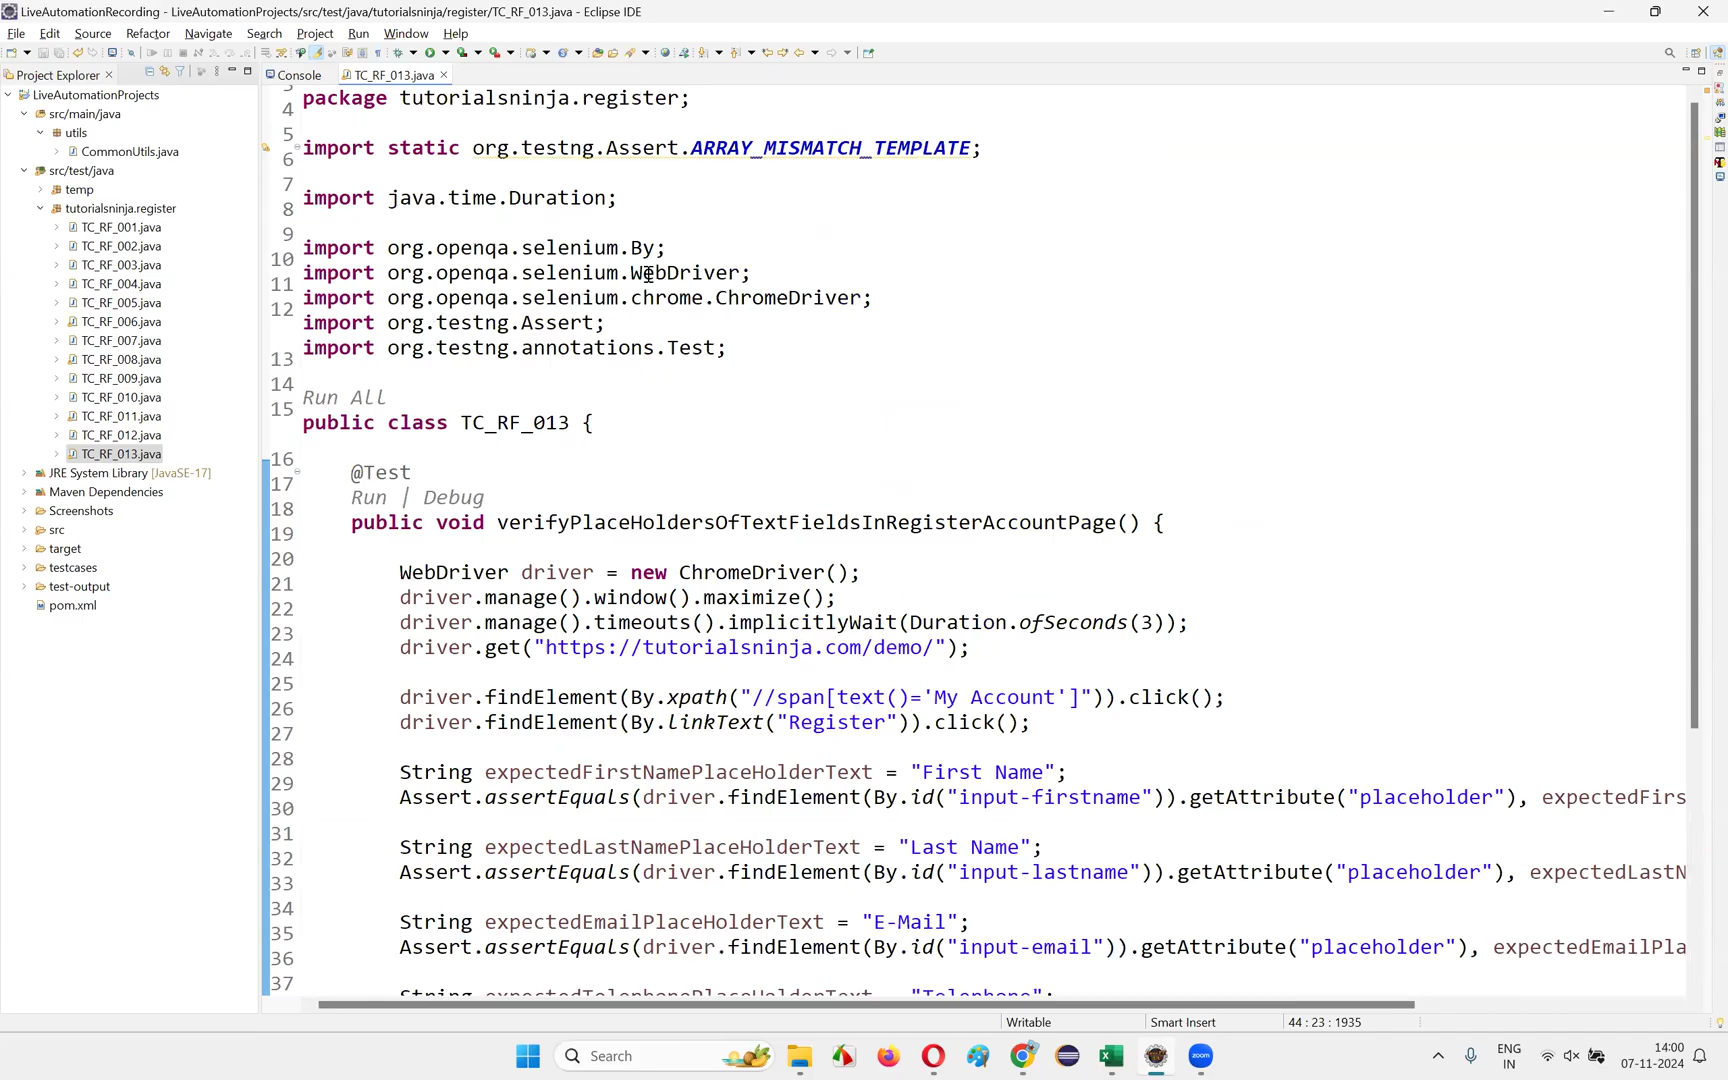 LiveAutomationRecording - LiveAutomationProjects/src/test/java/tutorialsninja/register/TC_RF_013.java - Eclipse IDE
File Edit Source Refactor Navigate Search Project Run Window Help
Project Explorer
Console
TC_RF_013.java
LiveAutomationProjects
src/main/java
utils
CommonUtils.java
src/test/java
temp
tutorialsninja.register
TC_RF_001.java
TC_RF_002.java
TC_RF_003.java
TC_RF_004.java
TC_RF_005.java
TC_RF_006.java
TC_RF_007.java
TC_RF_008.java
TC_RF_009.java
TC_RF_010.java
TC_RF_011.java
TC_RF_012.java
TC_RF_013.java
JRE System Library [JavaSE-17]
Maven Dependencies
Screenshots
src
target
testcases
test-output
pom.xml
4
5
6
7
8
9
10
11
12
13
14
15
16
17
18
19
20
21
22
23
24
25
26
27
28
29
30
31
32
33
34
35
36
37
package tutorialsninja.register;
import static org.testng.Assert.ARRAY_MISMATCH_TEMPLATE;
import java.time.Duration;
import org.openqa.selenium.By;
import org.openqa.selenium.WebDriver;
import org.openqa.selenium.chrome.ChromeDriver;
import org.testng.Assert;
import org.testng.annotations.Test;
Run All
public class TC_RF_013 {
@Test
Run | Debug
public void verifyPlaceHoldersOfTextFieldsInRegisterAccountPage() {
WebDriver driver = new ChromeDriver();
driver.manage().window().maximize();
driver.manage().timeouts().implicitlyWait(Duration.ofSeconds(3));
driver.get("https://tutorialsninja.com/demo/");
driver.findElement(By.xpath("//span[text()='My Account']")).click();
driver.findElement(By.linkText("Register")).click();
String expectedFirstNamePlaceHolderText = "First Name";
Assert.assertEquals(driver.findElement(By.id("input-firstname")).getAttribute("placeholder"), expectedFirs
String expectedLastNamePlaceHolderText = "Last Name";
Assert.assertEquals(driver.findElement(By.id("input-lastname")).getAttribute("placeholder"), expectedLastN
String expectedEmailPlaceHolderText = "E-Mail";
Assert.assertEquals(driver.findElement(By.id("input-email")).getAttribute("placeholder"), expectedEmailPla
String expectedTelephonePlaceHolderText = "Telephone";
Writable
Smart Insert
44 : 23 : 1935
Search
zoom
ENG
IN
14:00
07-11-2024